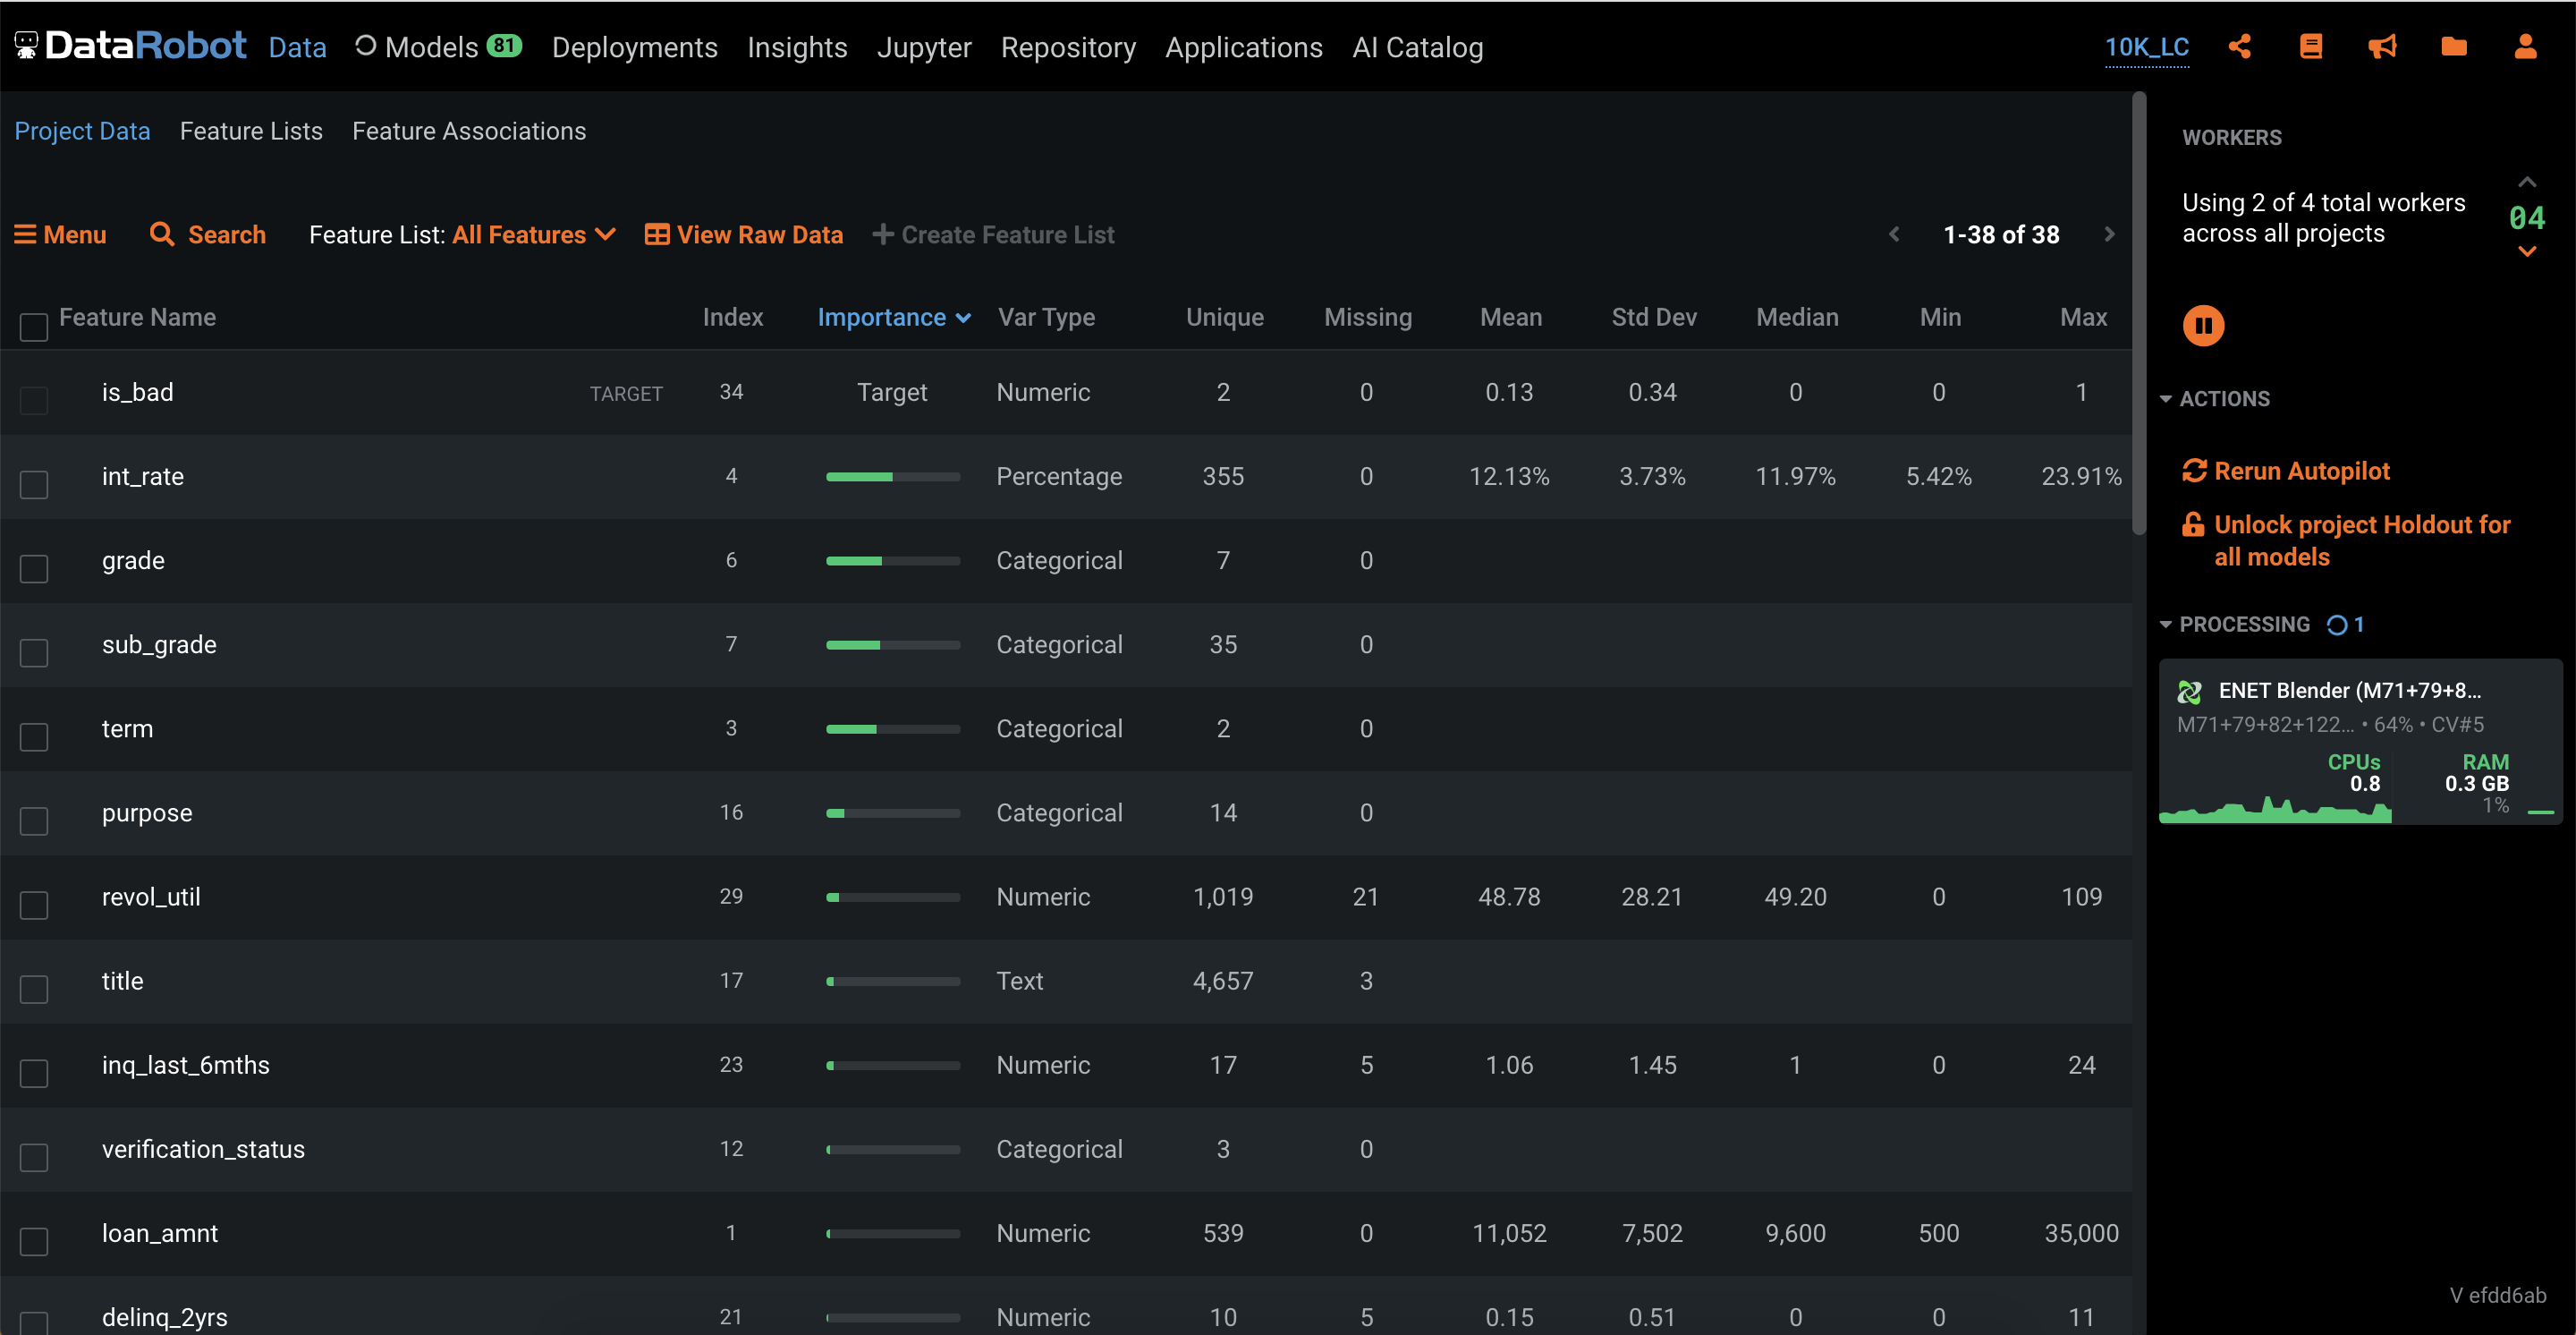 DataRobot Data Models 81 Deployments Insights Jupyter Repository Applications AI Catalog 10K_LC
Project Data Feature Lists Feature Associations
Menu Search Feature List: All Features View Raw Data Create Feature List 1-38 of 38
Feature Name Index Importance Var Type Unique Missing Mean Std Dev Median Min Max
is_bad TARGET 34 Target Numeric 2 0 0.13 0.34 0 0 1
int_rate 4 Percentage 355 0 12.13% 3.73% 11.97% 5.42% 23.91%
grade 6 Categorical 7 0
sub_grade 7 Categorical 35 0
term 3 Categorical 2 0
purpose 16 Categorical 14 0
revol_util 29 Numeric 1,019 21 48.78 28.21 49.20 0 109
title 17 Text 4,657 3
inq_last_6mths 23 Numeric 17 5 1.06 1.45 1 0 24
verification_status 12 Categorical 3 0
loan_amnt 1 Numeric 539 0 11,052 7,502 9,600 500 35,000
delinq_2yrs 21 Numeric 10 5 0.15 0.51 0 0 11
WORKERS
Using 2 of 4 total workers
across all projects
04
ACTIONS
Rerun Autopilot
Unlock project Holdout for
all models
PROCESSING 1
ENET Blender (M71+79+8...
M71+79+82+122... • 64% • CV#5
CPUs RAM
0.8 0.3 GB
1%
V efdd6ab